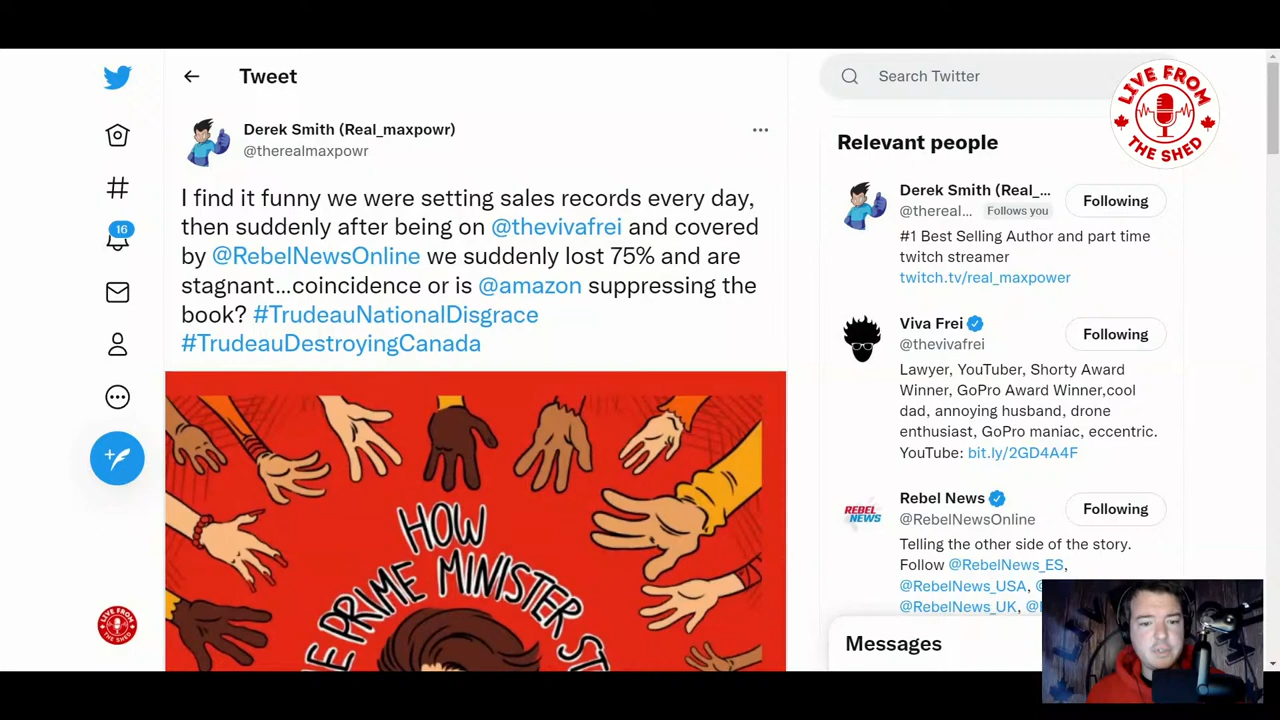 Tweet
Derek Smith (Real_maxpowr)
@therealmaxpowr
I find it funny we were setting sales records every day,
then suddenly after being on @thevivafrei and covered
by @RebelNewsOnline we suddenly lost 75% and are
stagnant...coincidence or is @amazon suppressing the
book? #TrudeauNationalDisgrace
#TrudeauDestroyingCanada
HOW
PRIME MINISTER
16
Search Twitter
LIVE FROM
THE SHED
Relevant people
Derek Smith (Real_...
@thereal... Follows you
Following
#1 Best Selling Author and part time
twitch streamer
twitch.tv/real_maxpower
Viva Frei
@thevivafrei
Following
Lawyer, YouTuber, Shorty Award
Winner, GoPro Award Winner,cool
dad, annoying husband, drone
enthusiast, GoPro maniac, eccentric.
YouTube: bit.ly/2GD4A4F
REBEL
NEWS
Rebel News
@RebelNewsOnline
Following
Telling the other side of the story.
Follow @RebelNews_ES,
@RebelNews_USA,
@RebelNews_UK,
Messages
LIVE FROM
THE SHED